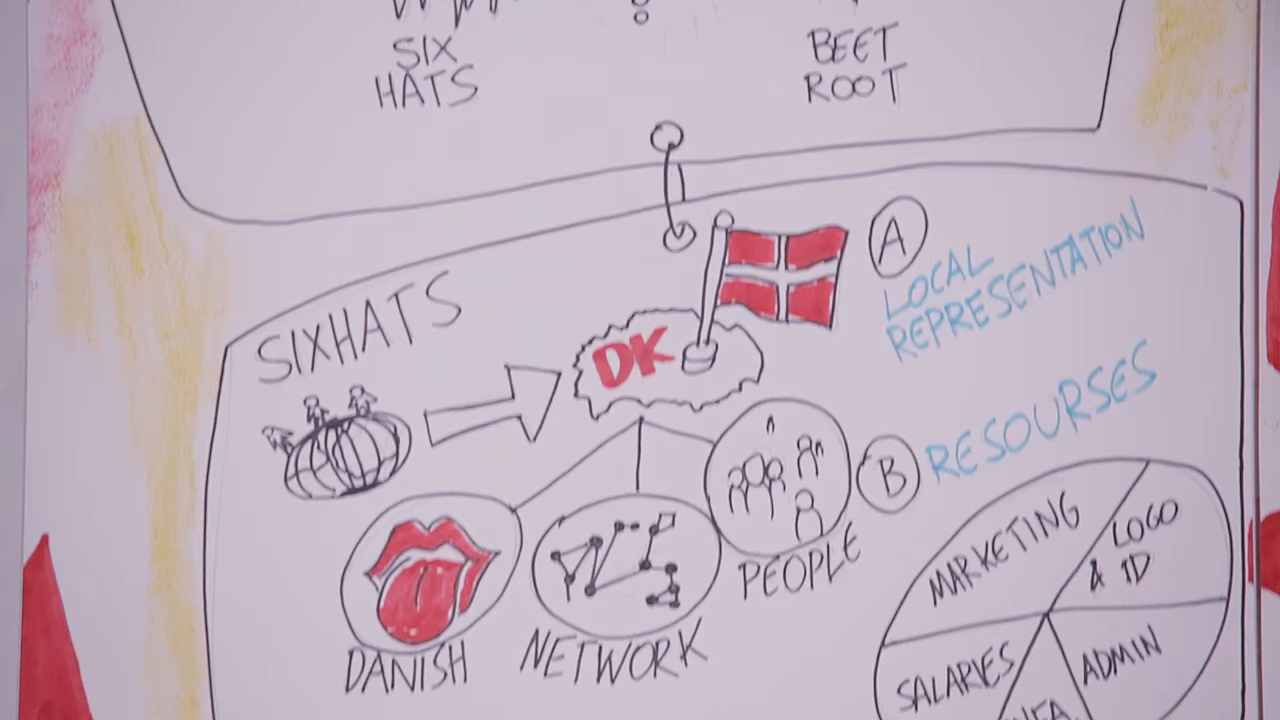 SIX
HATS
BEET
ROOT
SIXHATS
DK
A
LOCAL
REPRESENTATION
B
RESOURSES
DANISH
NETWORK
PEOPLE
MARKETING
LOGO
& ID
SALARIES
ADMIN